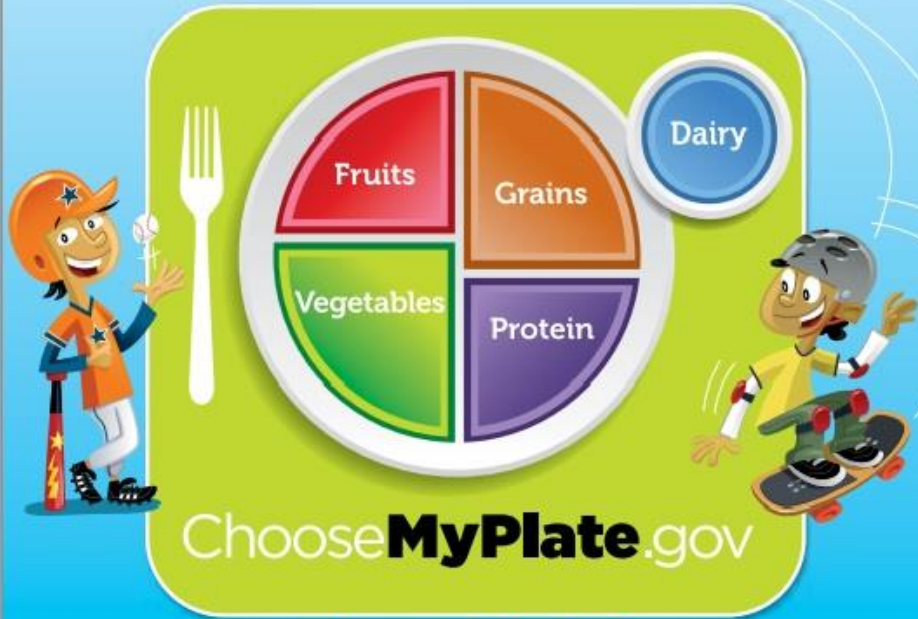 Fruits
Grains
Dairy
Vegetables
Protein
ChooseMyPlate.gov